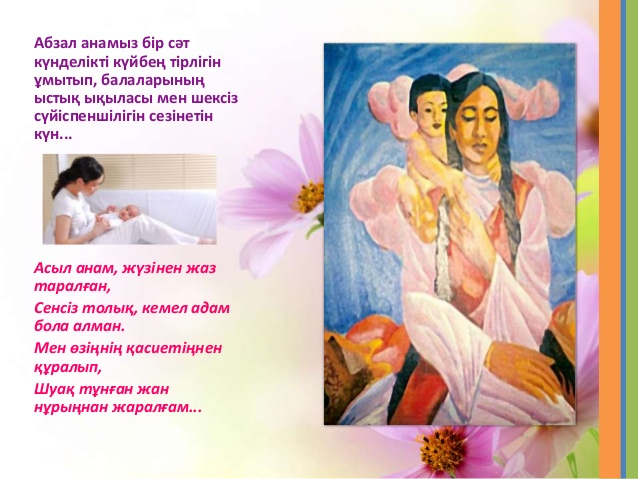 Абзал анамыз бір сәт
күнделікті күйбең тірлігін
ұмытып, балаларының
ыстық ықыласы мен шексіз
сүйіспеншілігін сезінетін
күн...
Асыл анам, жүзінен жаз
таралған,
Сенсіз толық, кемел адам
бола алман.
Мен өзіңнің қасиетіңнен
құралып,
Шуақ тұнған жан
нұрыңнан жаралғам...